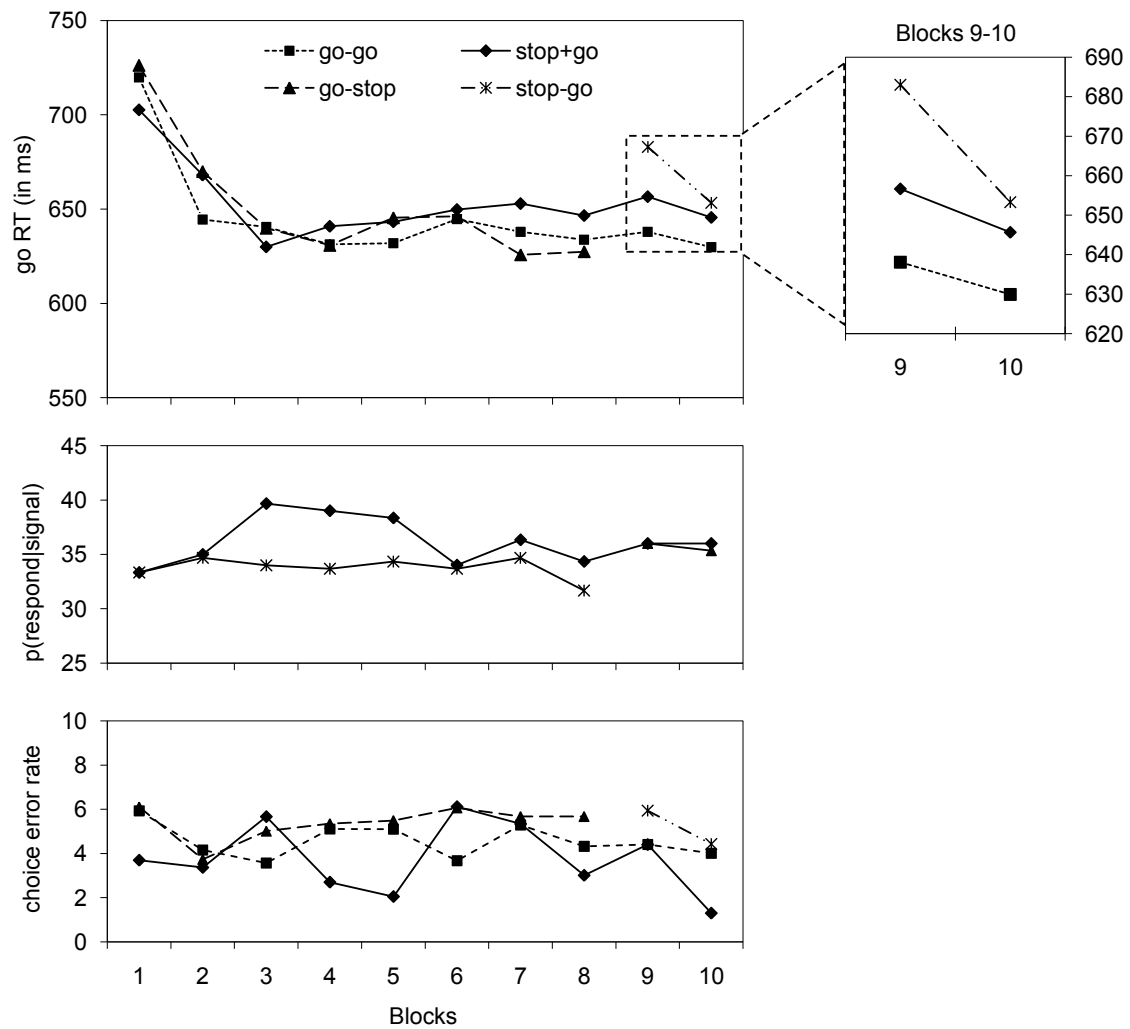 750
700
650
600
550
go RT (in ms)
go-go
stop+go
go-stop
stop-go
Blocks 9-10
690
680
670
660
650
640
630
620
9 10
45
40
35
30
25
p(respond|signal)
10
8
6
4
2
0
choice error rate
1 2 3 4 5 6 7 8 9 10
Blocks